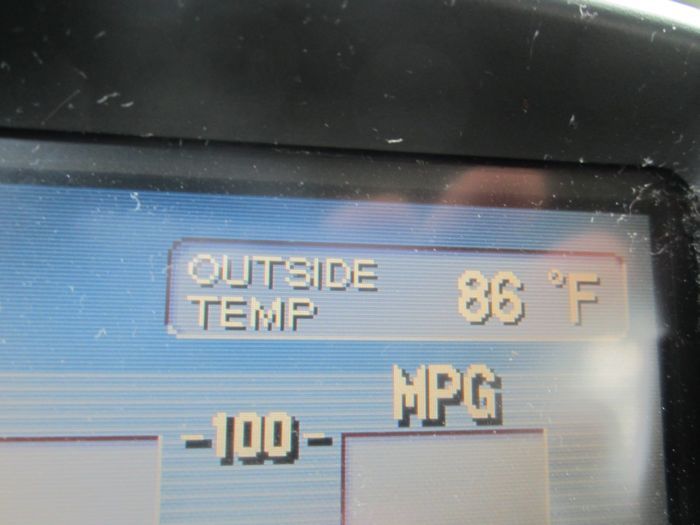 OUTSIDE
TEMP 86 °F
MPG
-100-